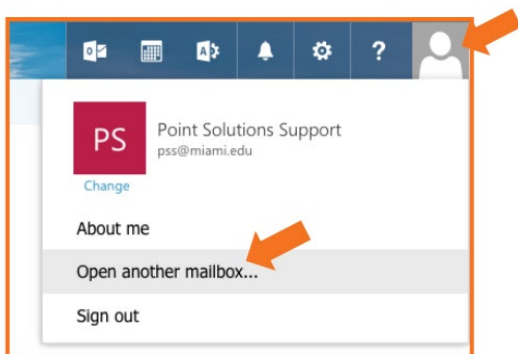 ?
PS
Point Solutions Support
pss@miami.edu
Change
About me
Open another mailbox...
Sign out